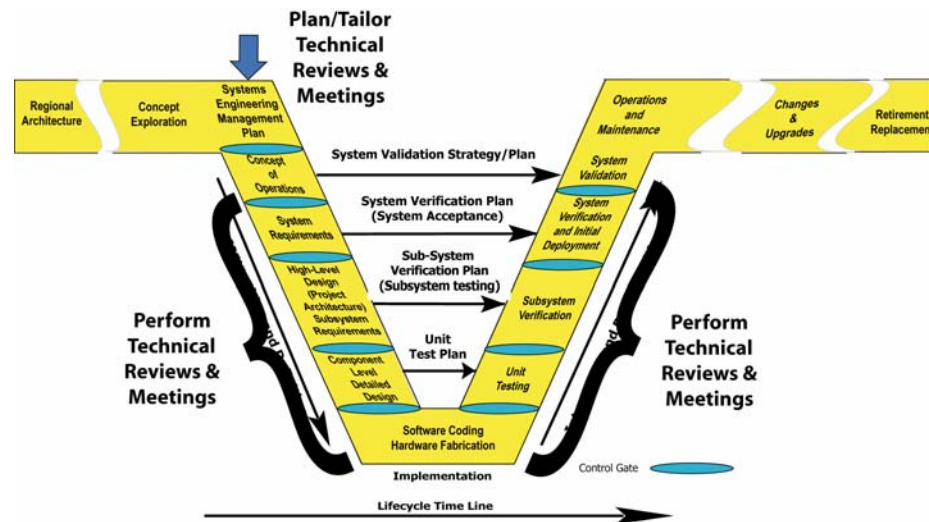 Plan/Tailor
Technical
Reviews &
Meetings
Regional
Architecture
Concept
Exploration
Systems
Engineering
Management
Plan
Concept
of
Operations
System
Requirements
High-Level
Design
(Project
Architecture)
Subsystem
Requirements
Component
Level
Detailed
Design
Software Coding
Hardware Fabrication
Implementation
System Validation Strategy/Plan
System Verification Plan
(System Acceptance)
Sub-System
Verification Plan
(Subsystem testing)
Unit
Test Plan
Unit
Testing
Subsystem
Verification
System
Verification
and Initial
Deployment
System
Validation
Operations
and
Maintenance
Changes
&
Upgrades
Retirement
Replacement
Perform
Technical
Reviews &
Meetings
Perform
Technical
Reviews &
Meetings
Control Gate
Lifecycle Time Line